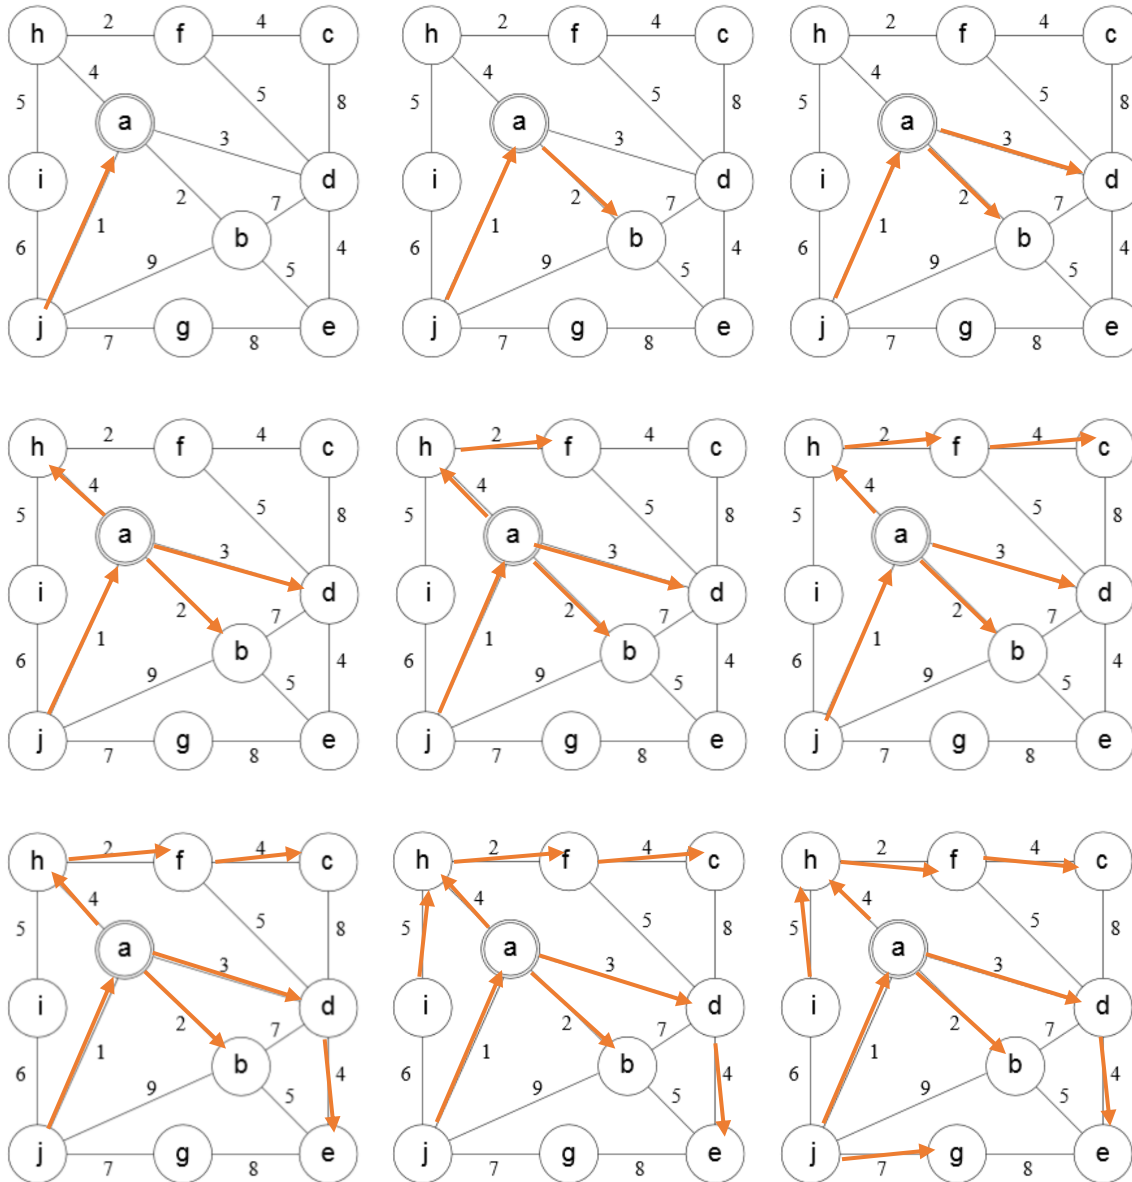 h 2 f 4 c h 2 f 4 c h 2 f 4 c
4 4 4
5 5 8 5 5 8 5 5 8
a a a
3 3 3
i d i d i d
2 7 2 7 2 7
1 1 1
6 b 4 6 b 4 6 b 4
9 5 9 5 9 5
j g e j g e j g e
7 8 7 8 7 8
h 2 f 4 c h 2 f 4 c h 2 f 4 c
4 4 4
5 5 8 5 5 8 5 5 8
a a a
3 3 3
i d i d i d
2 7 2 7 2 7
1 1 1
6 b 4 6 b 4 6 b 4
9 5 9 5 9 5
j g e j g e j g e
7 8 7 8 7 8
h 2 f 4 c h 2 f 4 c h 2 f 4 c
4 4 4
5 5 8 5 5 8 5 5 8
a a a
3 3 3
i d i d i d
2 7 2 7 2 7
1 1 1
6 b 4 6 b 4 6 b 4
9 5 9 5 9 5
j g e j g e j g e
7 8 7 8 7 8